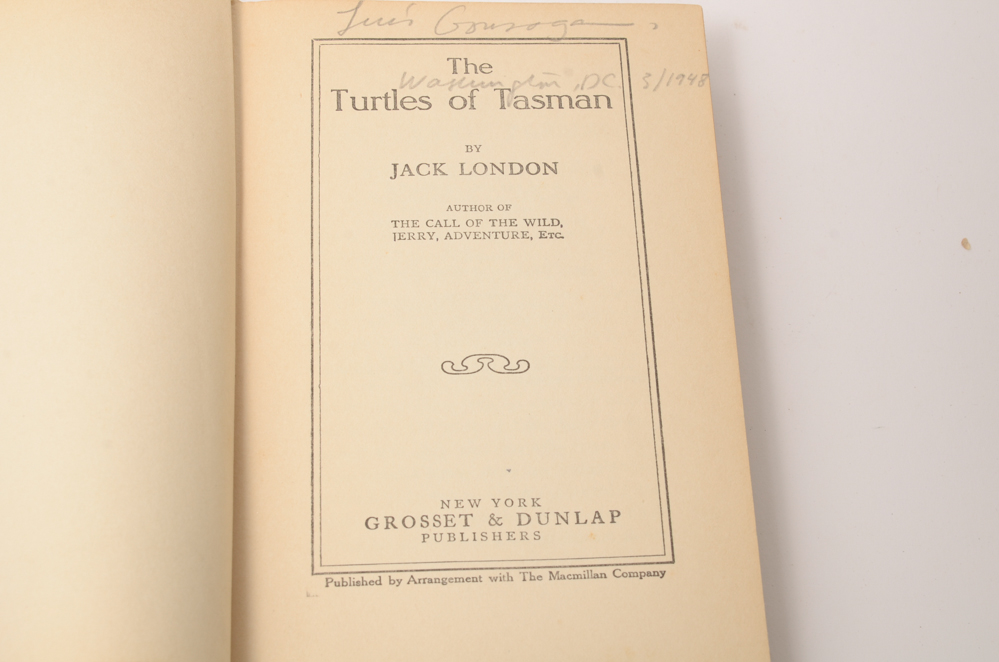 Luis
Washington, DC. 3/1948
The
Turtles of Tasman
BY
JACK LONDON
AUTHOR OF
THE CALL OF THE WILD,
JERRY, ADVENTURE, Etc.
NEW YORK
GROSSET & DUNLAP
PUBLISHERS
Published by Arrangement with The Macmillan Company